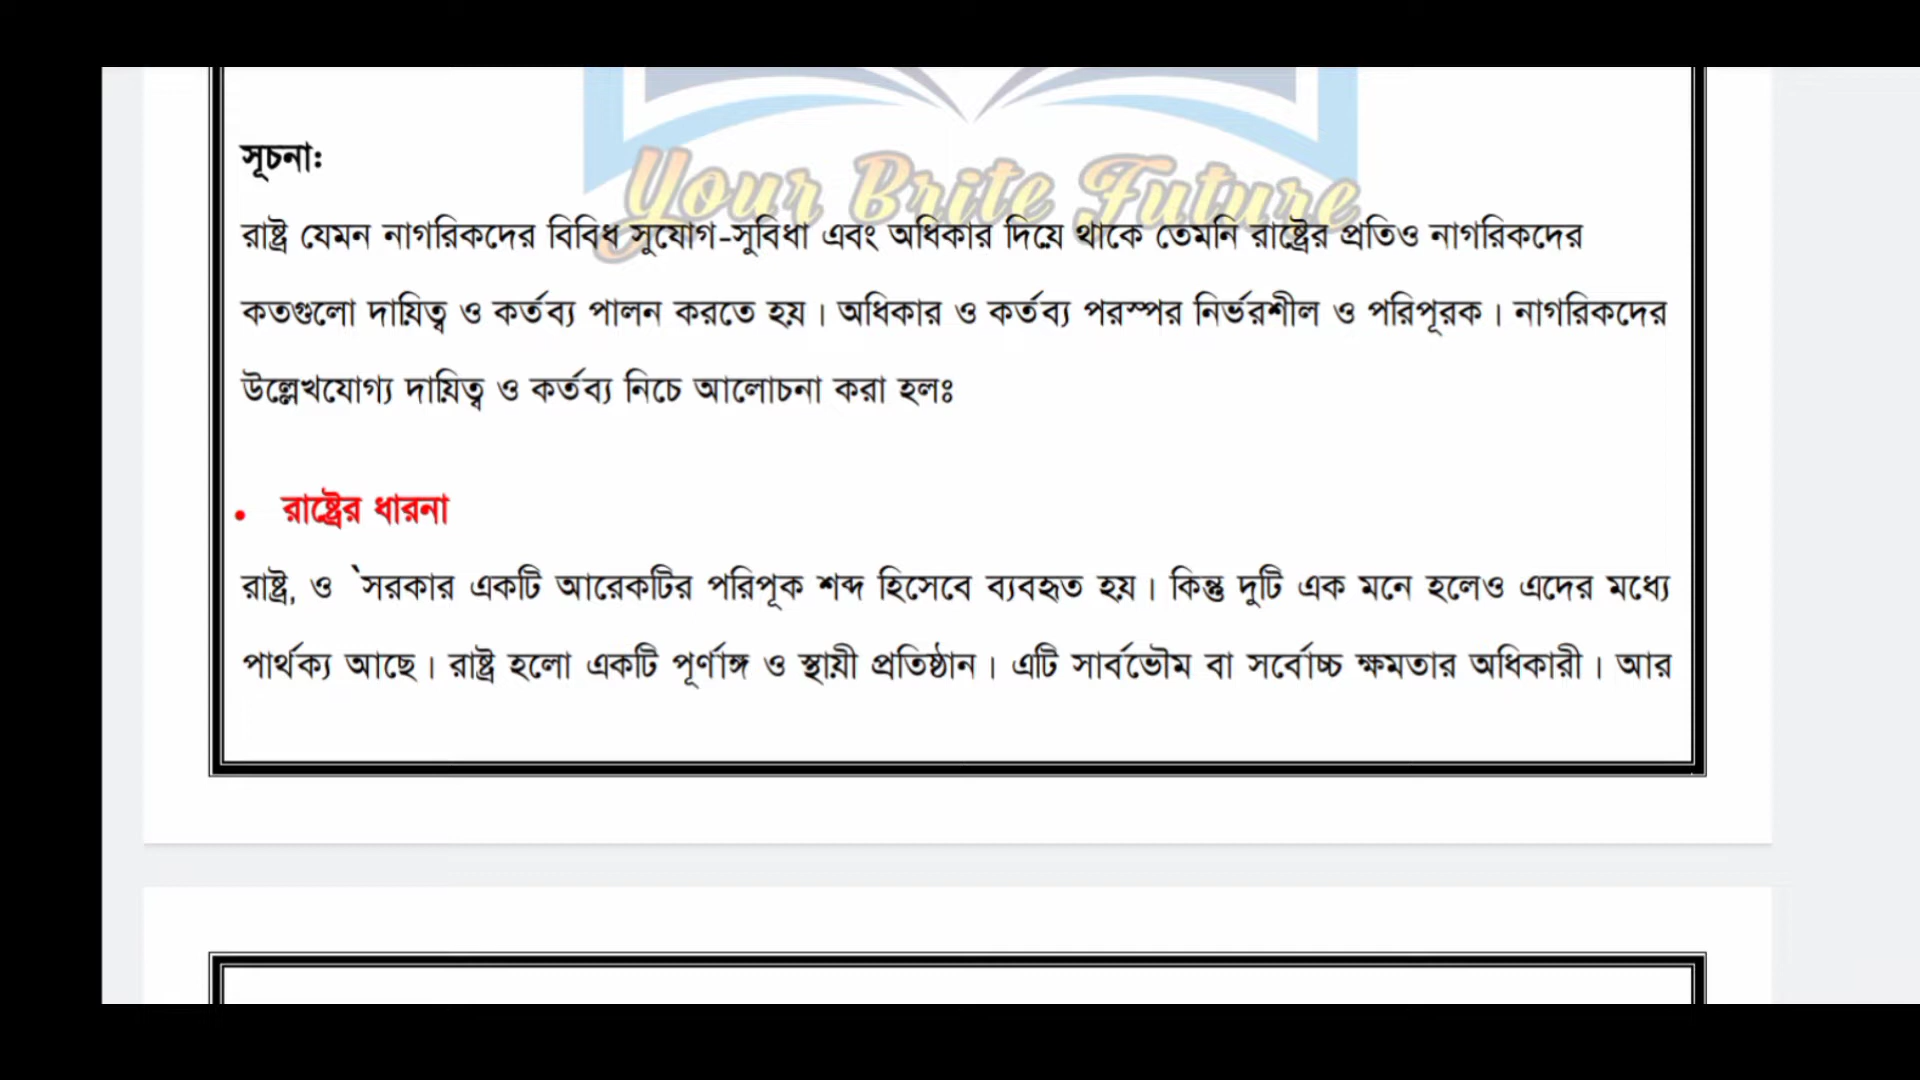 Your Brite Future
সূচনাঃ
রাষ্ট্র যেমন নাগরিকদের বিবিধ সুযোগ-সুবিধা এবং অধিকার দিয়ে থাকে তেমনি রাষ্ট্রের প্রতিও নাগরিকদের
কতগুলো দায়িত্ব ও কর্তব্য পালন করতে হয়। অধিকার ও কর্তব্য পরস্পর নির্ভরশীল ও পরিপূরক। নাগরিকদের
উল্লেখযোগ্য দায়িত্ব ও কর্তব্য নিচে আলোচনা করা হলঃ
• রাষ্ট্রের ধারনা
রাষ্ট্র, ও `সরকার একটি আরেকটির পরিপূক শব্দ হিসেবে ব্যবহৃত হয়। কিন্তু দুটি এক মনে হলেও এদের মধ্যে
পার্থক্য আছে। রাষ্ট্র হলো একটি পূর্ণাঙ্গ ও স্থায়ী প্রতিষ্ঠান। এটি সার্বভৌম বা সর্বোচ্চ ক্ষমতার অধিকারী। আর